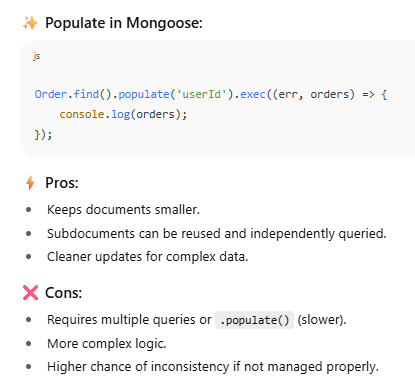 ✨ Populate in Mongoose:
js
Order.find().populate('userId').exec((err, orders) => {
    console.log(orders);
});
⚡ Pros:
• Keeps documents smaller.
• Subdocuments can be reused and independently queried.
• Cleaner updates for complex data.
❌ Cons:
• Requires multiple queries or .populate() (slower).
• More complex logic.
• Higher chance of inconsistency if not managed properly.